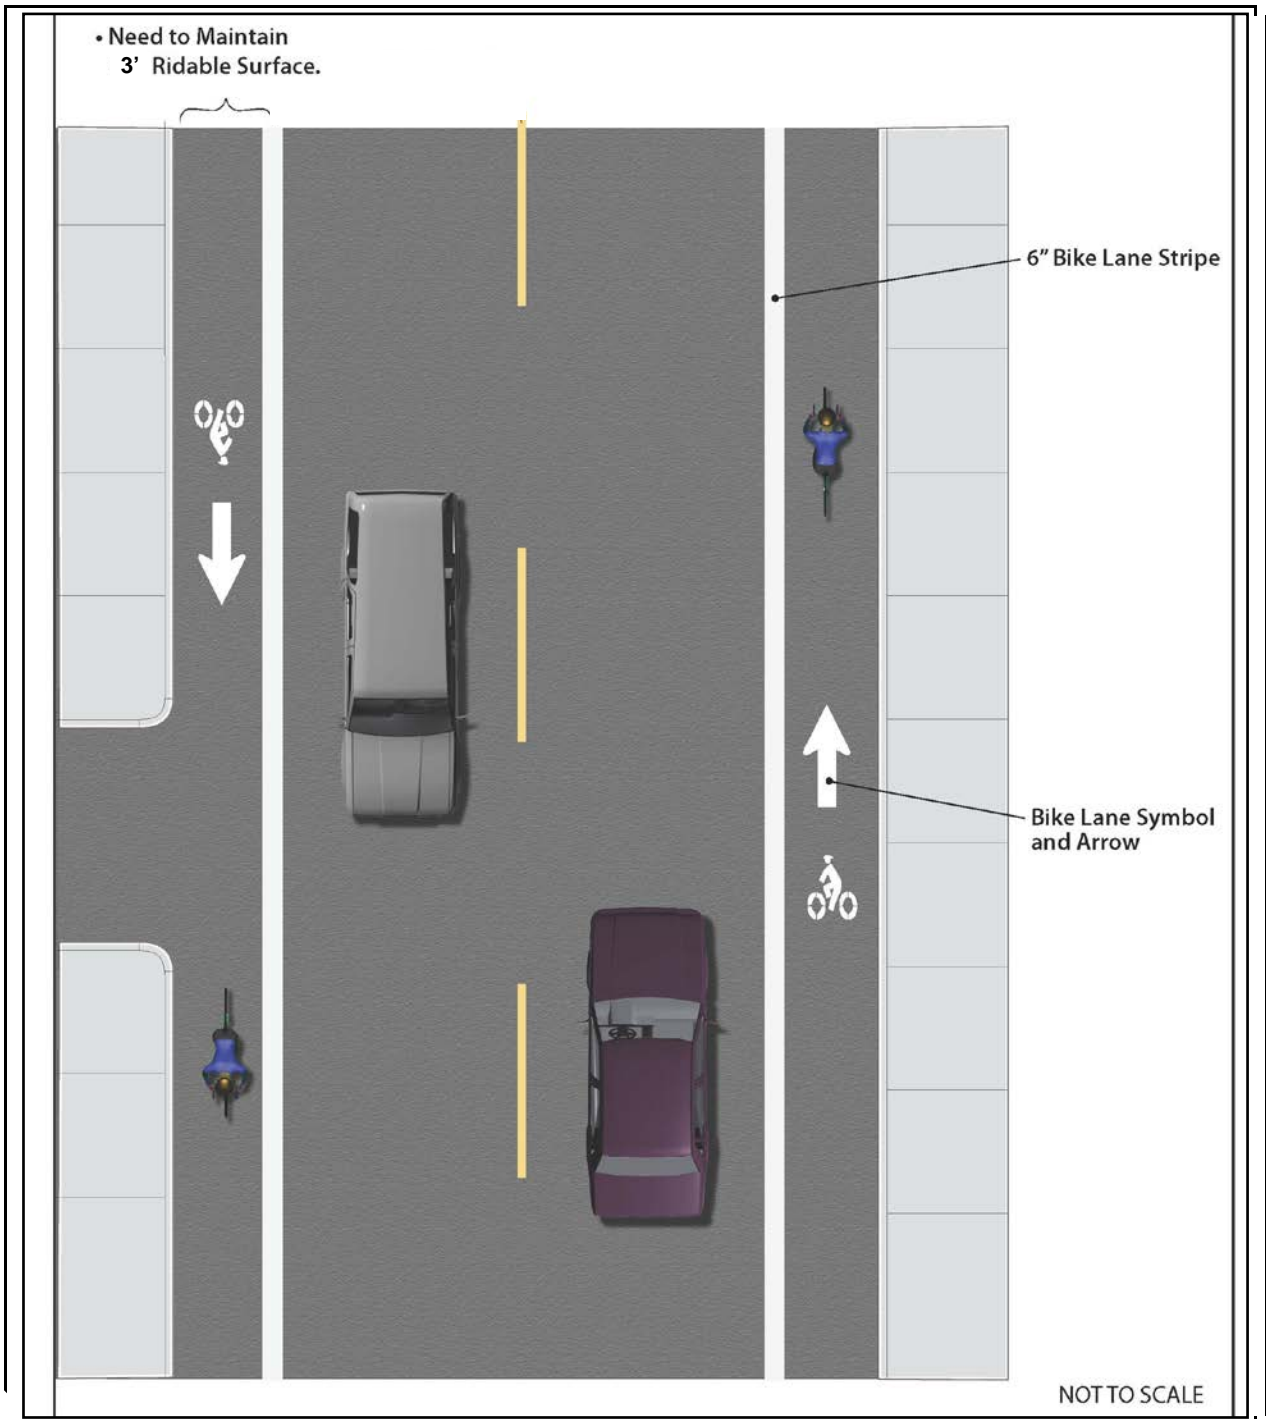 • Need to Maintain
3’ Ridable Surface.
6” Bike Lane Stripe
Bike Lane Symbol
and Arrow
NOT TO SCALE